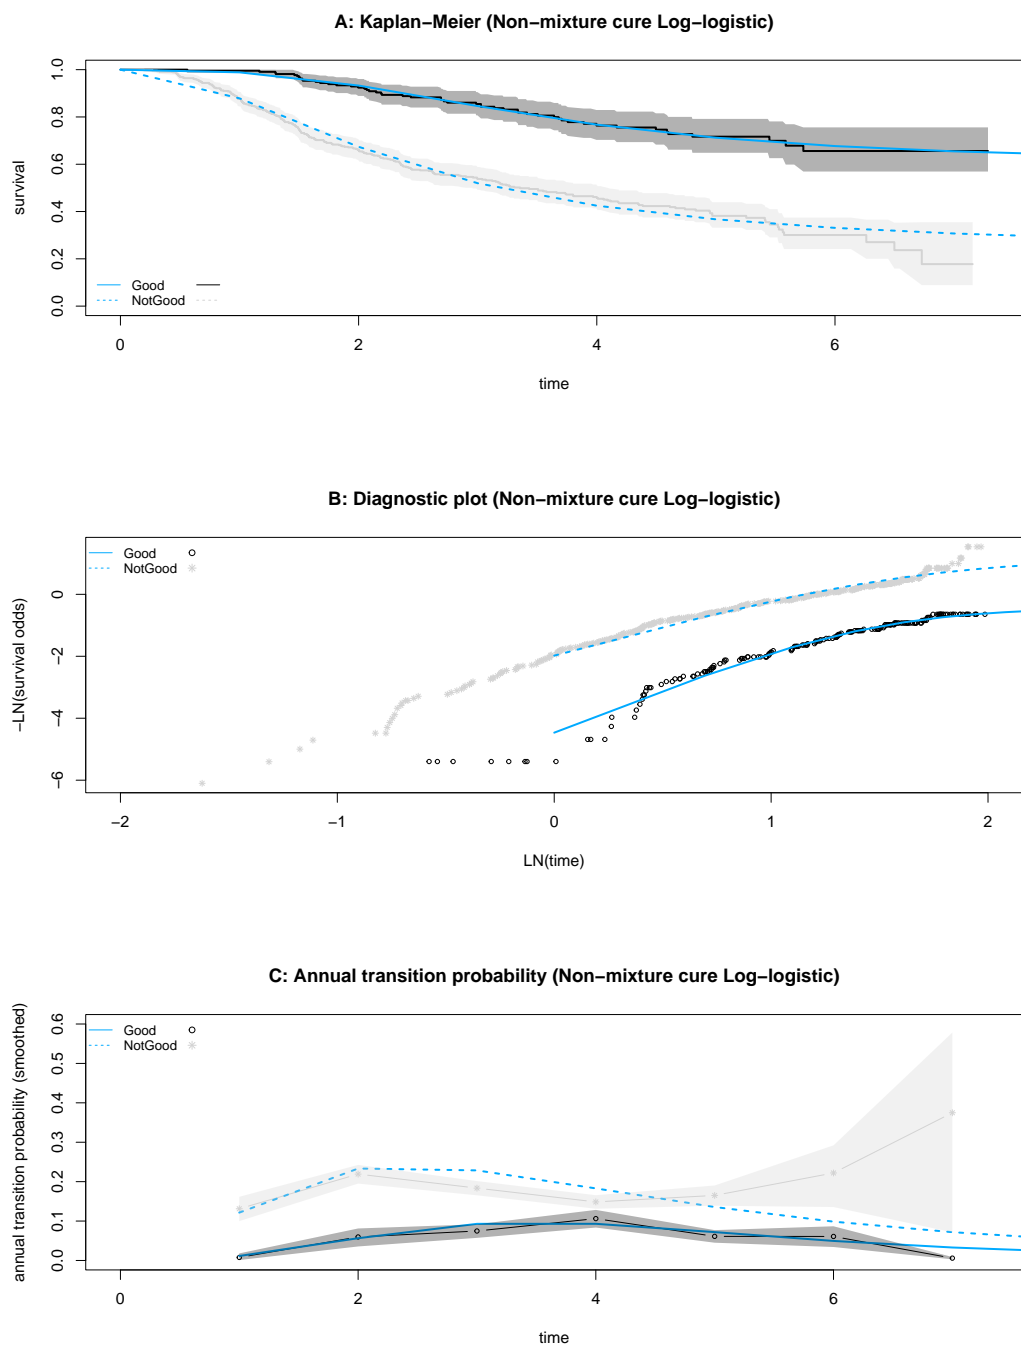 A: Kaplan−Meier (Non−mixture cure Log−logistic)
survival
1.0
0.8
0.6
0.4
0.2
0.0
Good
NotGood
0 2 4 6
time
B: Diagnostic plot (Non−mixture cure Log−logistic)
−LN(survival odds)
0
−2
−4
−6
Good
NotGood
−2 −1 0 1 2
LN(time)
C: Annual transition probability (Non−mixture cure Log−logistic)
annual transition probability (smoothed)
0.6
0.5
0.4
0.3
0.2
0.1
0.0
Good
NotGood
0 2 4 6
time